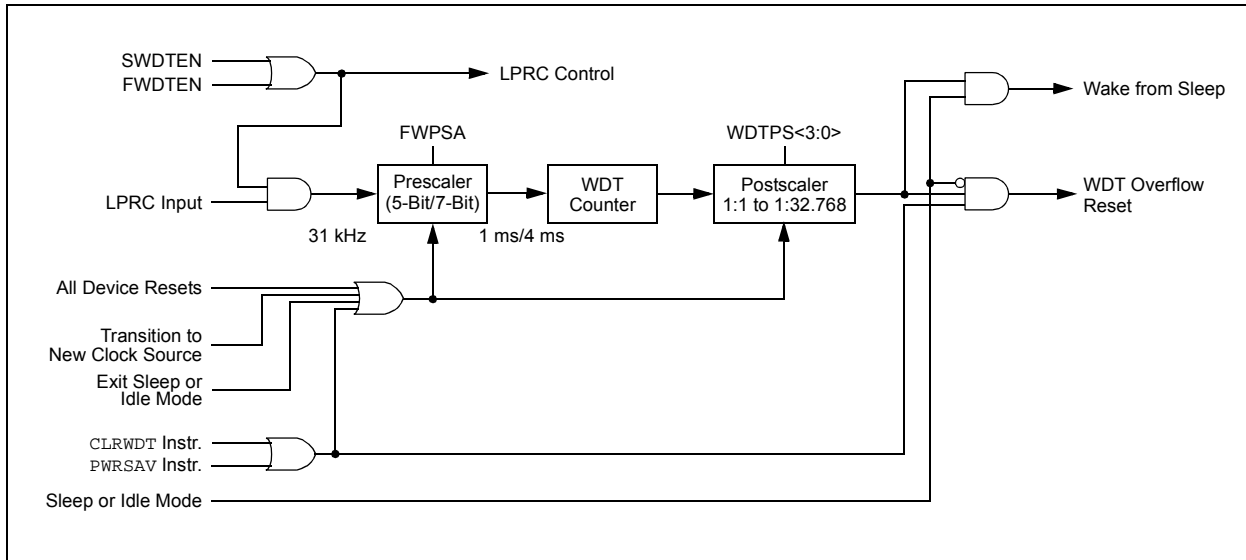 SWDTEN
FWDTEN
LPRC Control
Wake from Sleep
FWPSA
WDTPS<3:0>
LPRC Input
Prescaler
(5-Bit/7-Bit)
WDT
Counter
Postscaler
1:1 to 1:32.768
WDT Overflow
Reset
31 kHz
1 ms/4 ms
All Device Resets
Transition to
New Clock Source
Exit Sleep or
Idle Mode
CLRWDT Instr.
PWRSAV Instr.
Sleep or Idle Mode